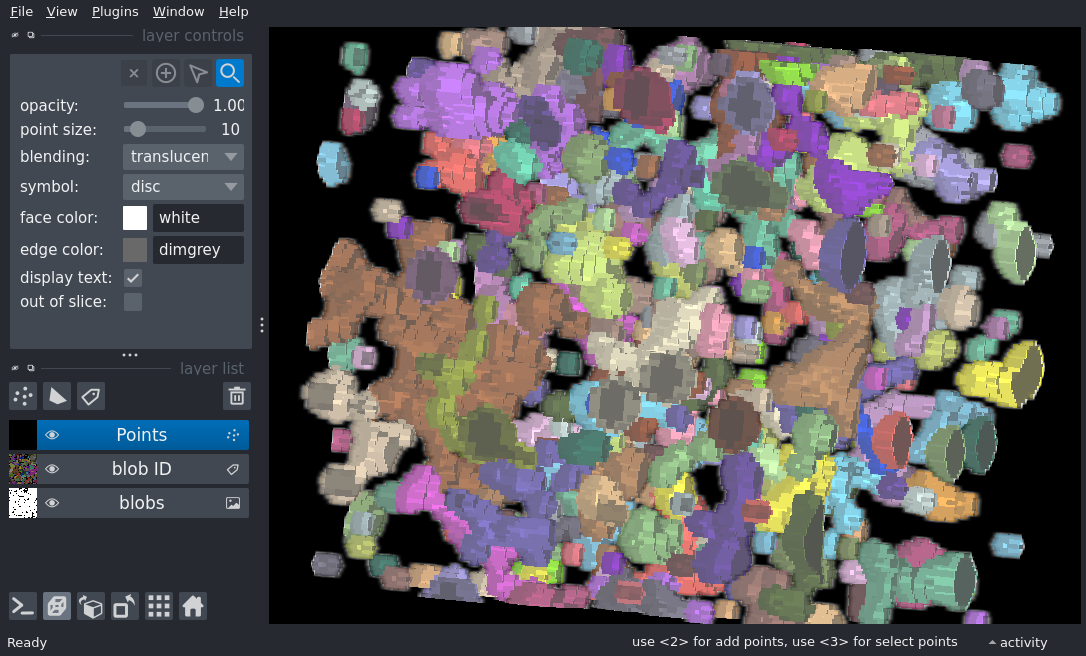 File View Plugins Window Help
layer controls
opacity: 1.00
point size: 10
blending: translucen
symbol: disc
face color: white
edge color: dimgrey
display text:
out of slice:
layer list
Points
blob ID
blobs
Ready
use <2> for add points, use <3> for select points
activity